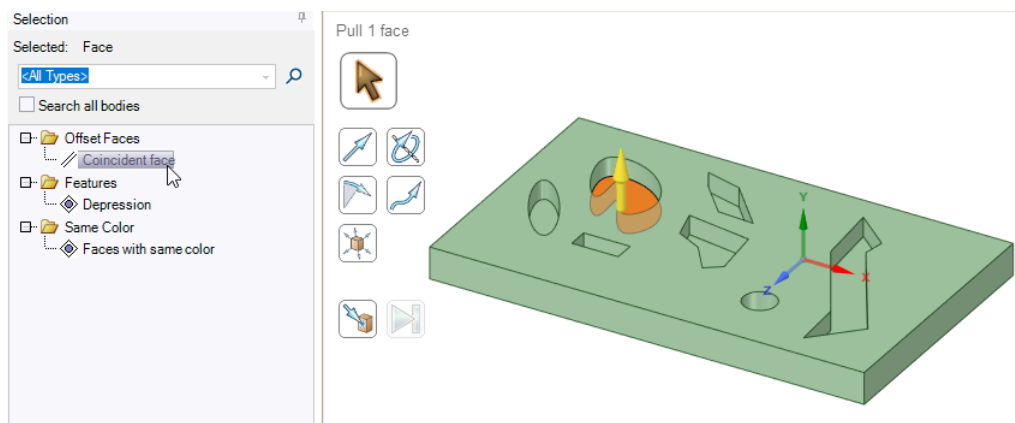 Selection
Selected: Face
<All Types>
Search all bodies
Offset Faces
Coincident face
Features
Depression
Same Color
Faces with same color
Pull 1 face
Y
X
Z